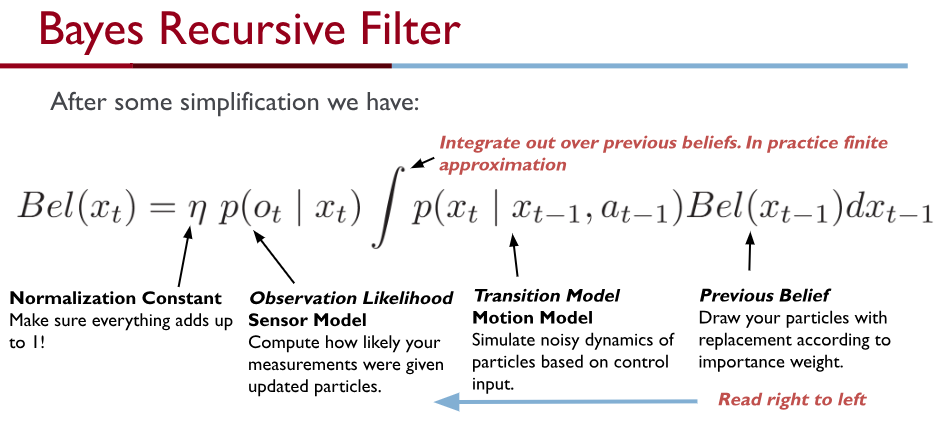 Bayes Recursive Filter
After some simplification we have:
Integrate out over previous beliefs. In practice finite
approximation
Bel(x_t) = η p(o_t | x_t) ∫ p(x_t | x_{t−1}, a_{t−1})Bel(x_{t−1})dx_{t−1}
Normalization Constant
Make sure everything adds up
to 1!
Observation Likelihood
Sensor Model
Compute how likely your
measurements were given
updated particles.
Transition Model
Motion Model
Simulate noisy dynamics of
particles based on control
input.
Previous Belief
Draw your particles with
replacement according to
importance weight.
Read right to left